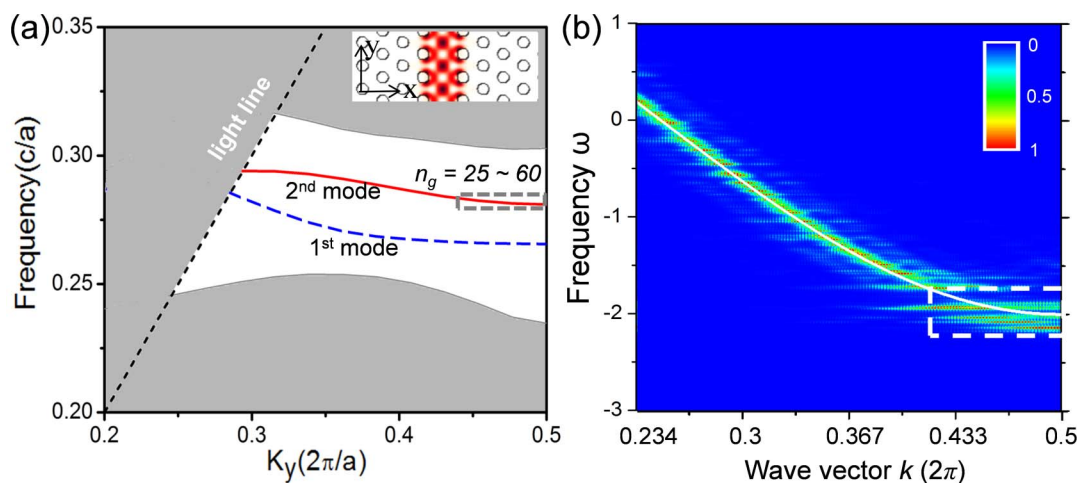 (a)
0.35
0.30
0.25
0.20
Frequency(c/a)
light line
y
x
n_g = 25 ~ 60
2nd mode
1st mode
0.2 0.3 0.4 0.5
K_y(2π/a)
(b)
1
0
-1
-2
-3
Frequency ω
0
0.5
1
0.234 0.3 0.367 0.433 0.5
Wave vector k (2π)